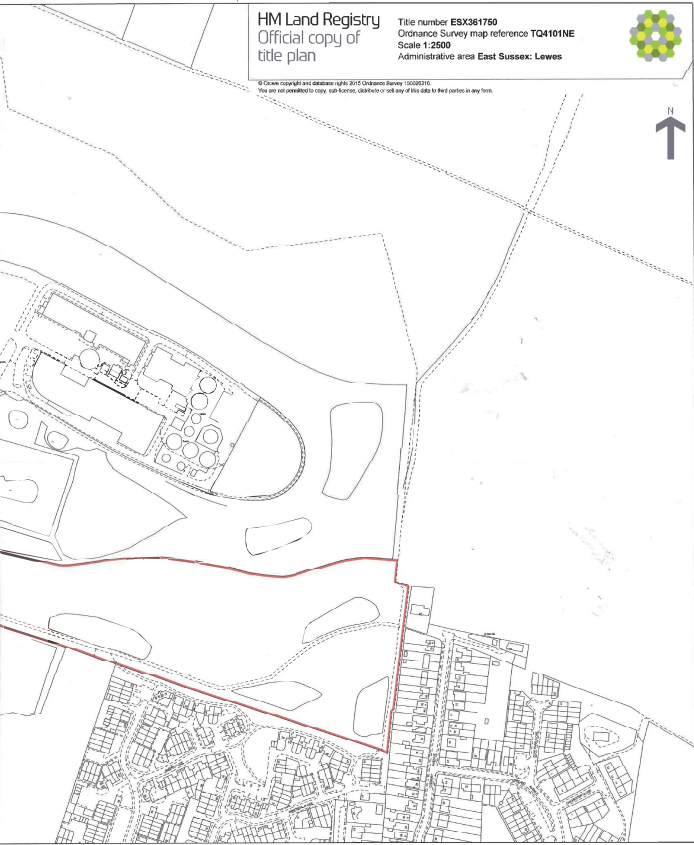 HM Land Registry
Official copy of
title plan
Title number ESX361750
Ordnance Survey map reference TQ4101NE
Scale 1:2500
Administrative area East Sussex: Lewes
© Crown copyright and database rights 2015 Ordnance Survey 100026316.
You are not permitted to copy, sub-license, distribute or sell any of this data to third parties in any form.
N